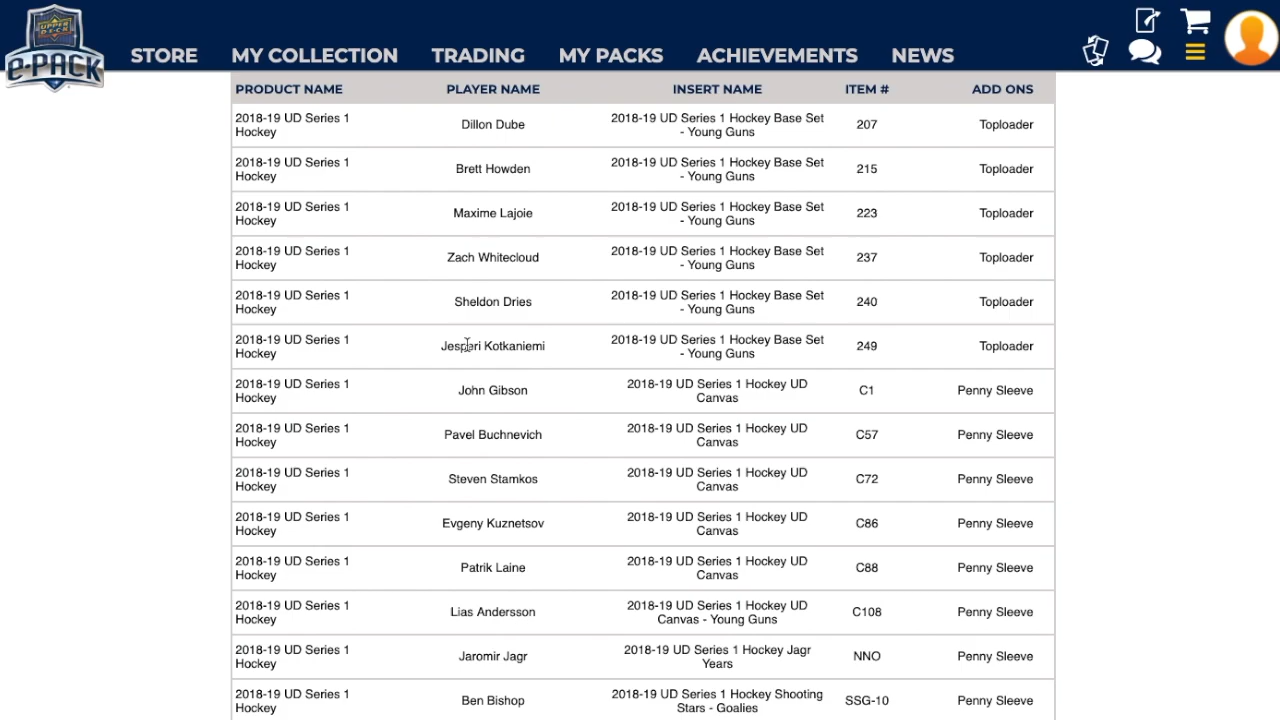 UPPER DECK
e-PACK
STORE
MY COLLECTION
TRADING
MY PACKS
ACHIEVEMENTS
NEWS
PRODUCT NAME PLAYER NAME INSERT NAME ITEM # ADD ONS
2018-19 UD Series 1 Hockey Dillon Dube 2018-19 UD Series 1 Hockey Base Set - Young Guns 207 Toploader
2018-19 UD Series 1 Hockey Brett Howden 2018-19 UD Series 1 Hockey Base Set - Young Guns 215 Toploader
2018-19 UD Series 1 Hockey Maxime Lajoie 2018-19 UD Series 1 Hockey Base Set - Young Guns 223 Toploader
2018-19 UD Series 1 Hockey Zach Whitecloud 2018-19 UD Series 1 Hockey Base Set - Young Guns 237 Toploader
2018-19 UD Series 1 Hockey Sheldon Dries 2018-19 UD Series 1 Hockey Base Set - Young Guns 240 Toploader
2018-19 UD Series 1 Hockey Jesperi Kotkaniemi 2018-19 UD Series 1 Hockey Base Set - Young Guns 249 Toploader
2018-19 UD Series 1 Hockey John Gibson 2018-19 UD Series 1 Hockey UD Canvas C1 Penny Sleeve
2018-19 UD Series 1 Hockey Pavel Buchnevich 2018-19 UD Series 1 Hockey UD Canvas C57 Penny Sleeve
2018-19 UD Series 1 Hockey Steven Stamkos 2018-19 UD Series 1 Hockey UD Canvas C72 Penny Sleeve
2018-19 UD Series 1 Hockey Evgeny Kuznetsov 2018-19 UD Series 1 Hockey UD Canvas C86 Penny Sleeve
2018-19 UD Series 1 Hockey Patrik Laine 2018-19 UD Series 1 Hockey UD Canvas C88 Penny Sleeve
2018-19 UD Series 1 Hockey Lias Andersson 2018-19 UD Series 1 Hockey UD Canvas - Young Guns C108 Penny Sleeve
2018-19 UD Series 1 Hockey Jaromir Jagr 2018-19 UD Series 1 Hockey Jagr Years NNO Penny Sleeve
2018-19 UD Series 1 Hockey Ben Bishop 2018-19 UD Series 1 Hockey Shooting Stars - Goalies SSG-10 Penny Sleeve